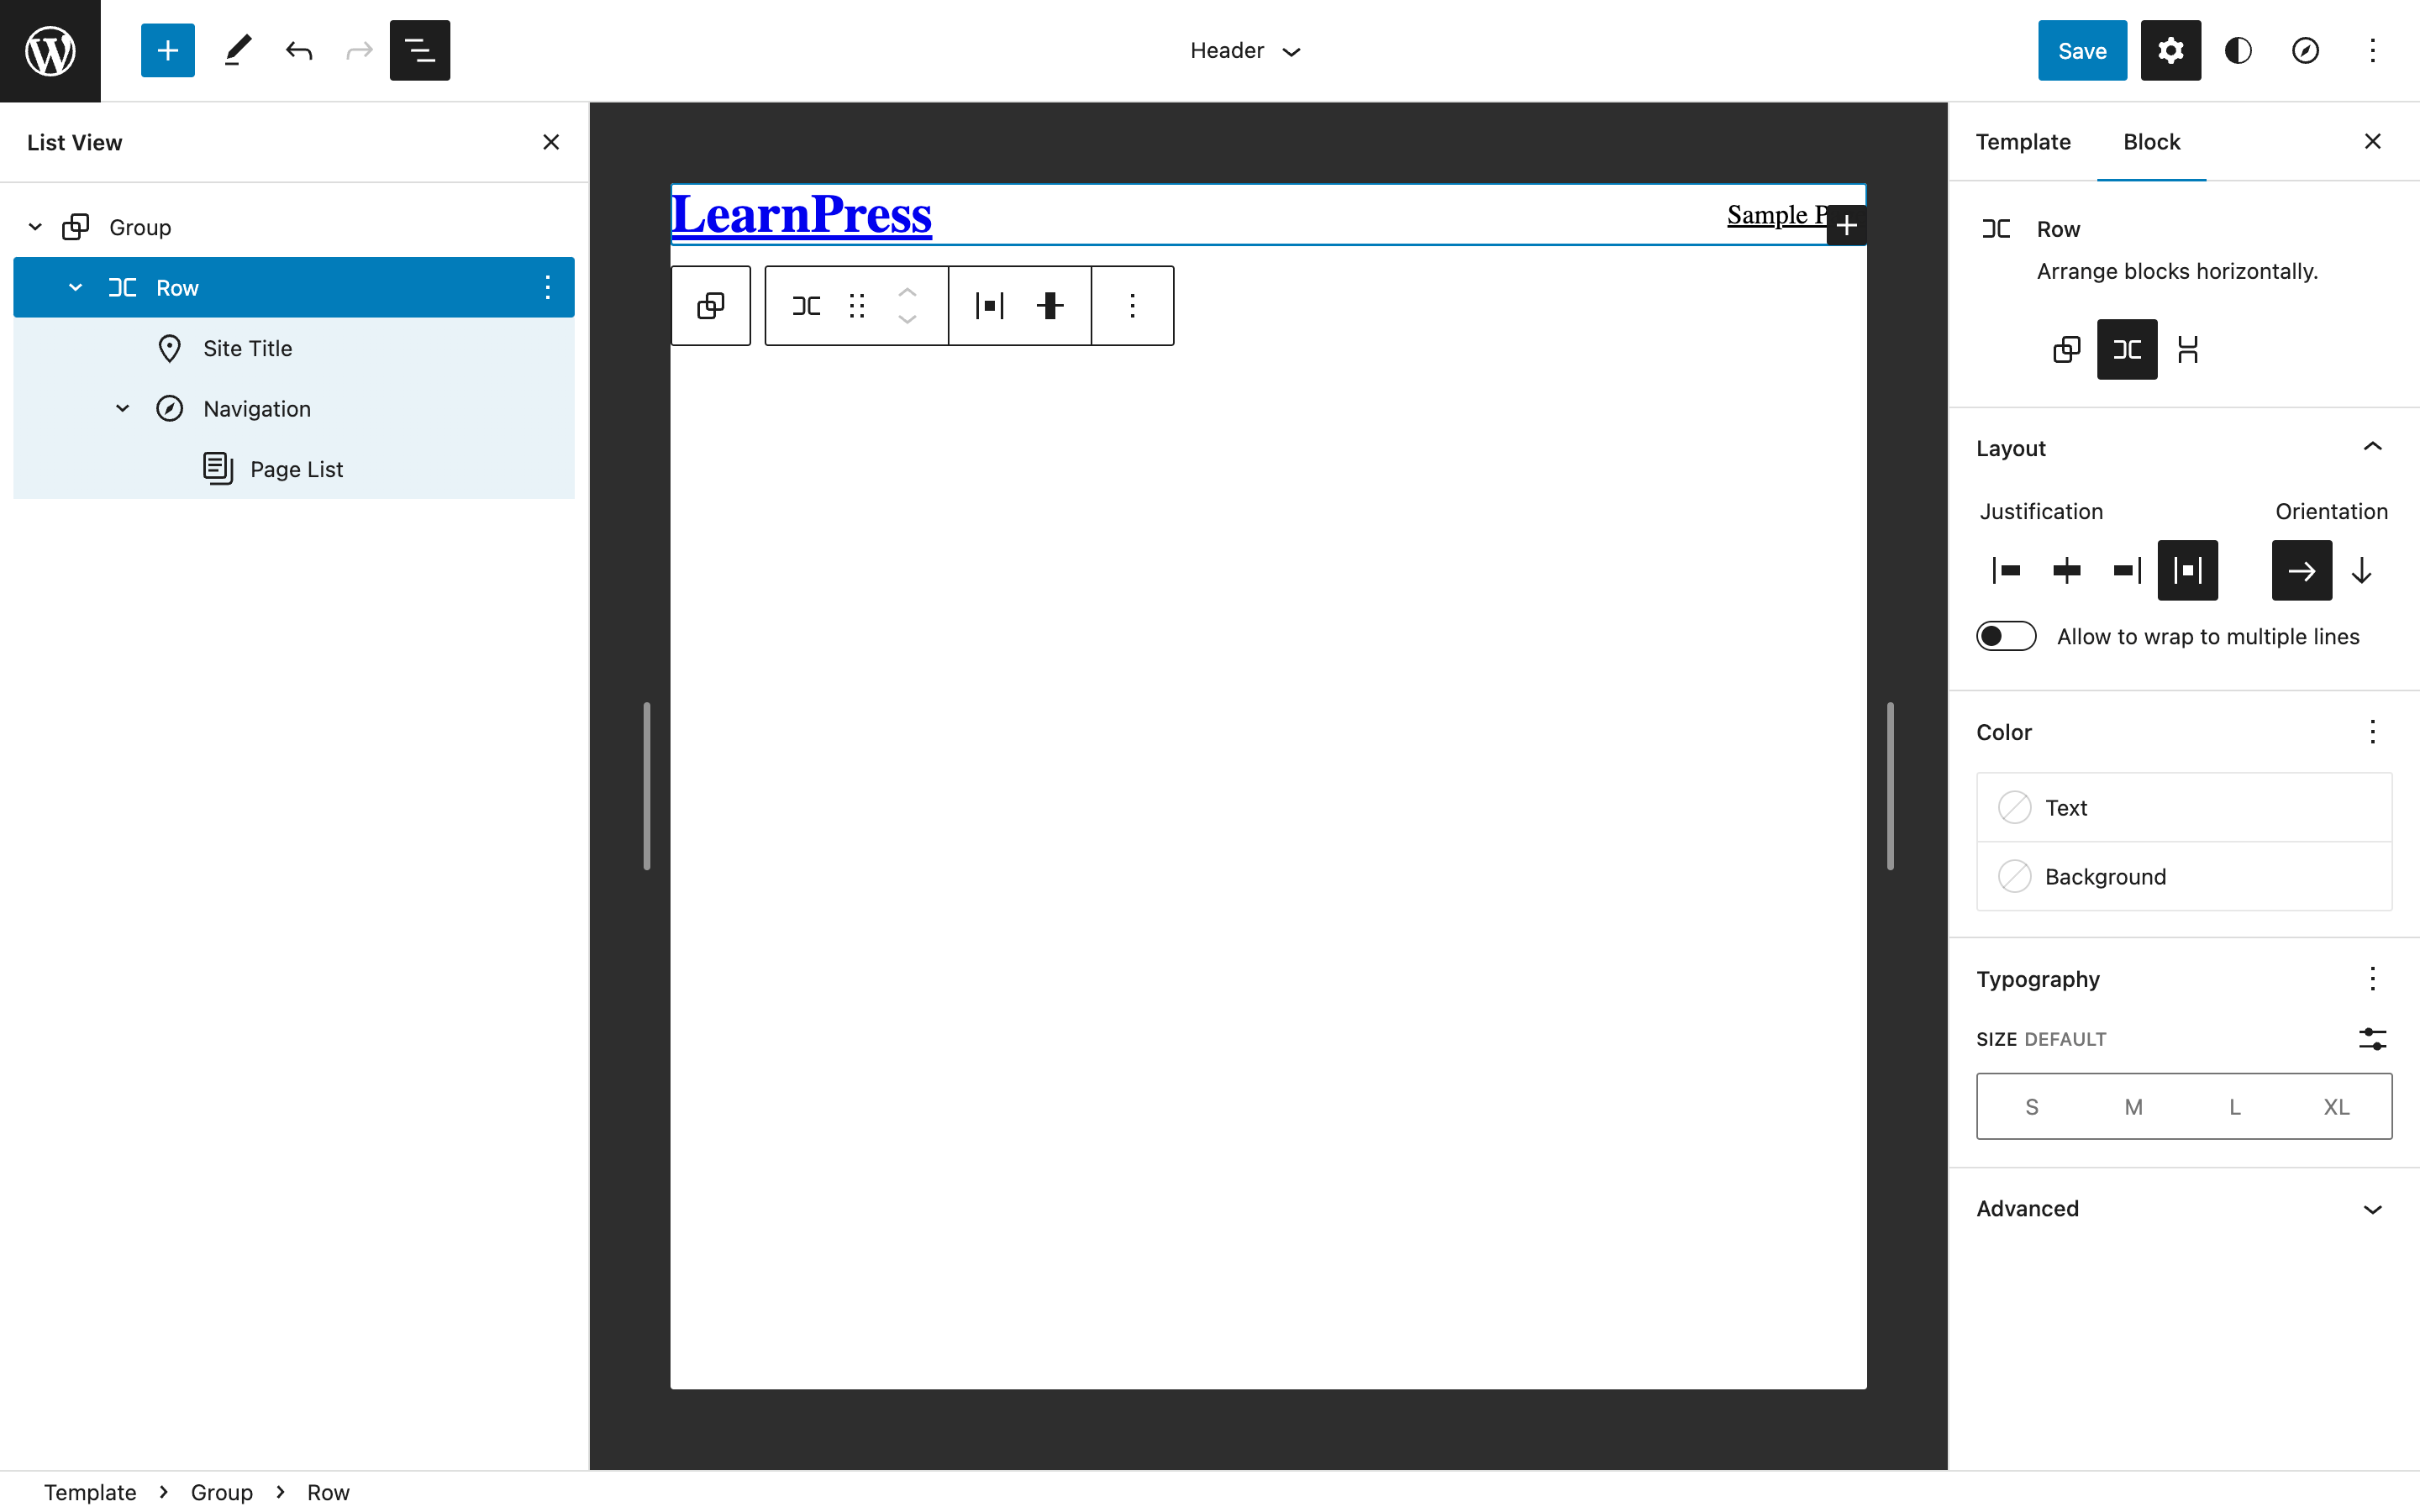 Header
Save
List View
Group
Row
Site Title
Navigation
Page List
LearnPress
Sample P
Template Block
Row
Arrange blocks horizontally.
Layout
Justification Orientation
Allow to wrap to multiple lines
Color
Text
Background
Typography
SIZE DEFAULT
S M L XL
Advanced
Template > Group > Row